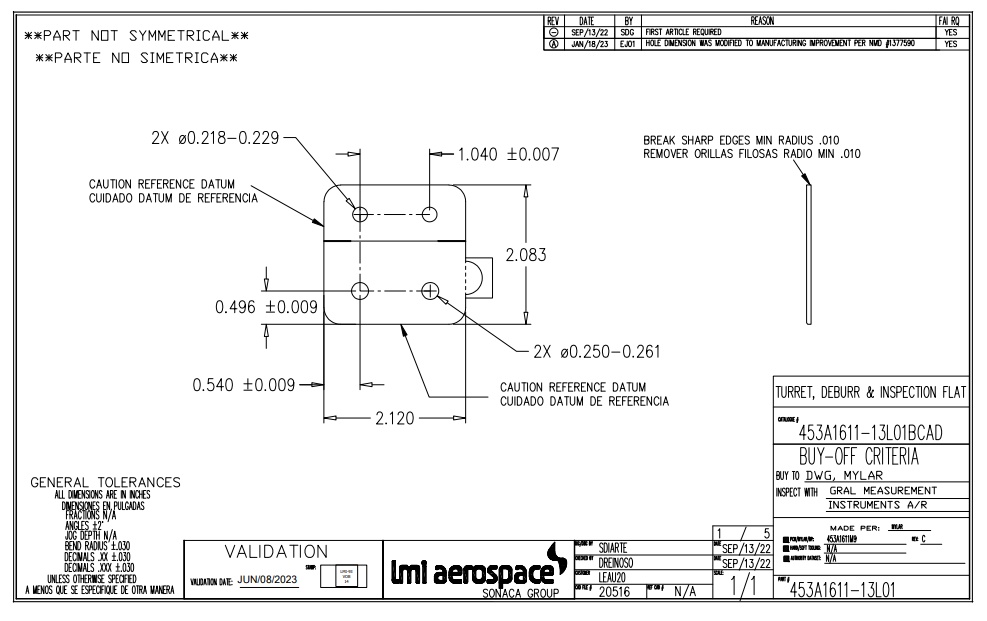 **PART NOT SYMMETRICAL**
**PARTE NO SIMETRICA**
REV DATE BY REASON FAI RQ
⊖ SEP/13/22 SDG FIRST ARTICLE REQUIRED YES
Ⓐ JAN/18/23 EJ01 HOLE DIMENSION WAS MODIFIED TO MANUFACTURING IMPROVEMENT PER NMD #1377590 YES
2X ø0.218-0.229
1.040 ±0.007
BREAK SHARP EDGES MIN RADIUS .010
REMOVER ORILLAS FILOSAS RADIO MIN .010
CAUTION REFERENCE DATUM
CUIDADO DATUM DE REFERENCIA
2.083
0.496 ±0.009
2X ø0.250-0.261
0.540 ±0.009
CAUTION REFERENCE DATUM
CUIDADO DATUM DE REFERENCIA
2.120
GENERAL TOLERANCES
ALL DIMENSIONS ARE IN INCHES
DIMENSIONES EN PULGADAS
FRACTIONS N/A
ANGLES ±2°
JOG DEPTH N/A
BEND RADIUS ±.030
DECIMALS .XX ±.030
DECIMALS .XXX ±.030
UNLESS OTHERWISE SPECIFIED
A MENOS QUE SE ESPECIFIQUE DE OTRA MANERA
VALIDATION
VALIDATION DATE: JUN/08/2023
STAMP:
lmi aerospace
SONACA GROUP
SDIARTE
CHECKED BY DREINOSO
CUSTOMER LEAU20
CAD FILE # 20516 REF CAD # N/A
1 / 5
DATE SEP/13/22
DATE SEP/13/22
SCALE: 1/1
TURRET, DEBURR & INSPECTION FLAT
CATALOGUE #
453A1611-13L01BCAD
BUY-OFF CRITERIA
BUY TO DWG, MYLAR
INSPECT WITH GRAL MEASUREMENT
INSTRUMENTS A/R
MADE PER: MYLAR
453A1611M9 REV. C
HARD/SOFT TOOLING: N/A
AUTHORITY DATASET: N/A
PART #
453A1611-13L01